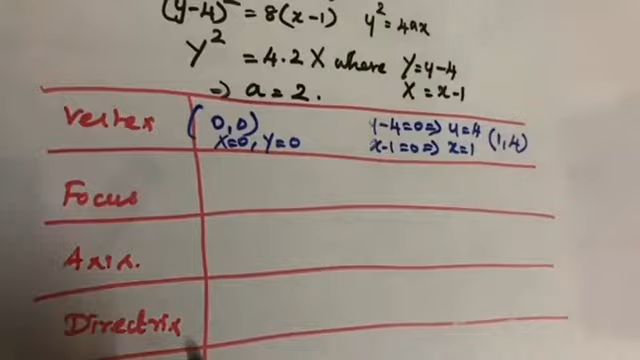 (y-4)² = 8(x-1) y² = 4ax
Y² = 4.2 X where Y = y-4
⇒ a = 2. X = x-1
Vertex (0,0) y-4=0 ⇒ y=4
X=0, Y=0 x-1=0 ⇒ x=1 (1,4)
Focus
Axis.
Directrix